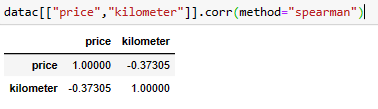 datac[["price","kilometer"]].corr(method="spearman")
price kilometer
price 1.00000 -0.37305
kilometer -0.37305 1.00000